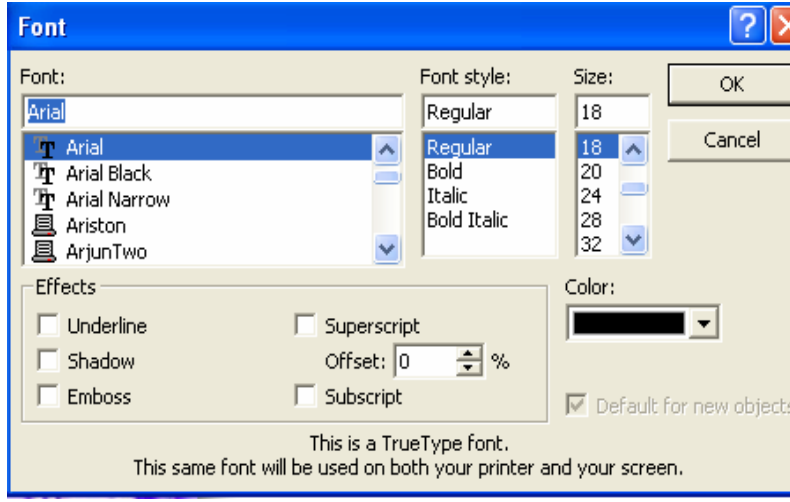 Font
?
Font: Font style: Size:
Arial Regular 18 OK
Arial Regular 18 Cancel
Arial Black Bold 20
Arial Narrow Italic 24
Ariston Bold Italic 28
ArjunTwo 32
Effects Color:
Underline Superscript
Shadow Offset: 0 %
Emboss Subscript
Default for new objects
This is a TrueType font.
This same font will be used on both your printer and your screen.